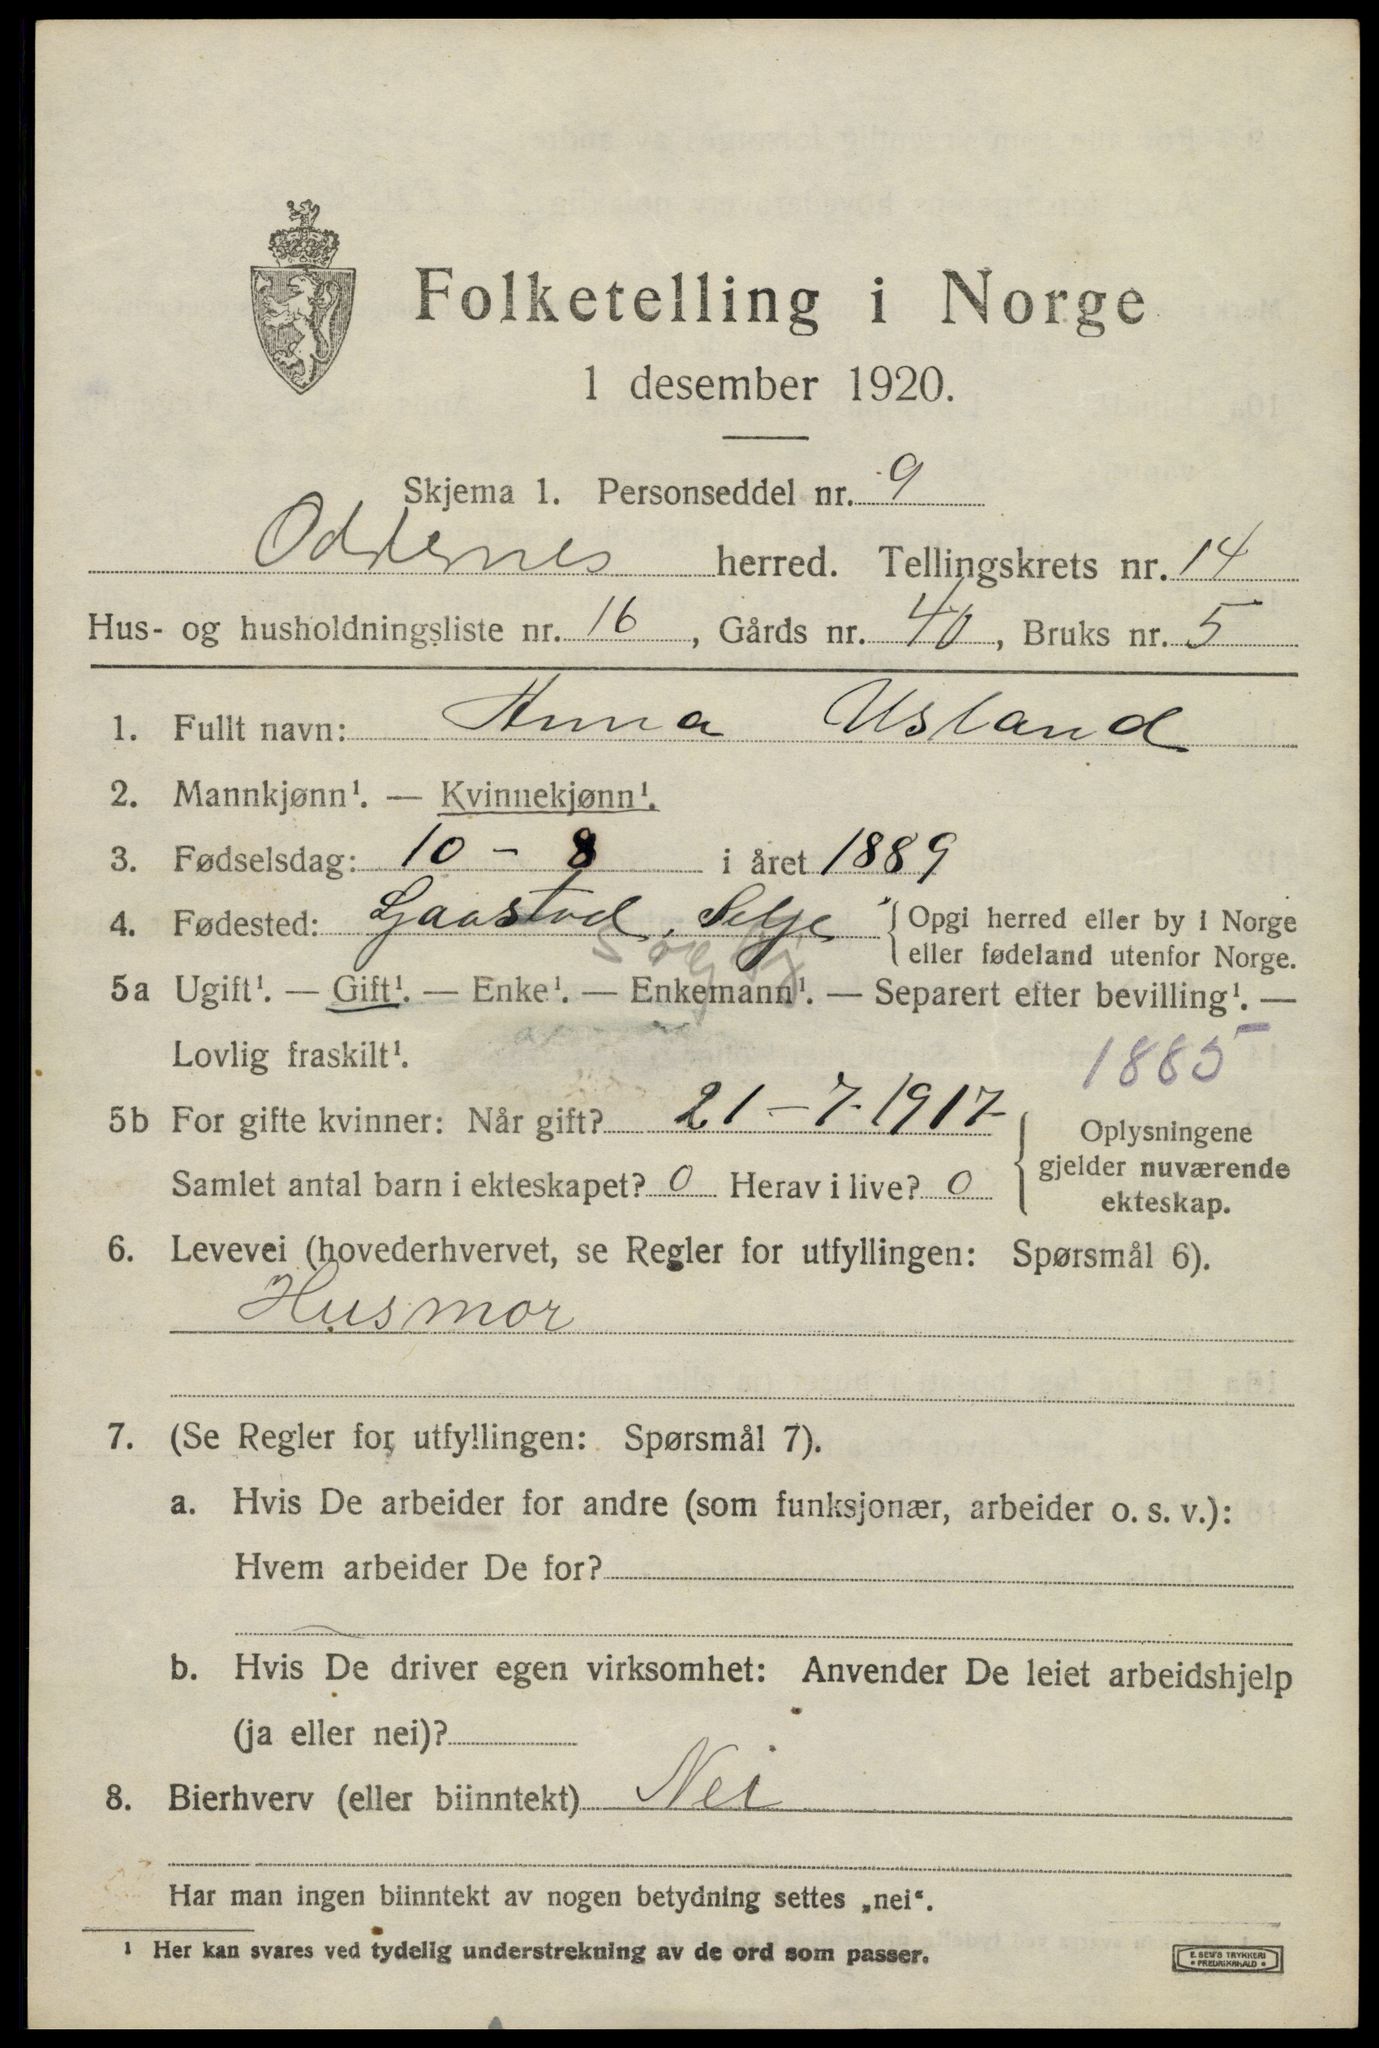 Folketelling i Norge
1 desember 1920.
Skjema 1. Personseddel nr. 9
Oddernes herred. Tellingskrets nr. 14
Hus- og husholdningsliste nr. 16, Gårds nr. 40, Bruks nr. 5
1. Fullt navn: Anna Usland
2. Mannkjønn¹. — Kvinnekjønn¹.
3. Fødselsdag: 10 - 8 i året 1889
4. Fødested: Gaastad, Selje { Opgi herred eller by i Norge
eller fødeland utenfor Norge.
5a Ugift¹. — Gift¹. — Enke¹. — Enkemann¹. — Separert efter bevilling¹. —
Lovlig fraskilt¹.
1885
5b For gifte kvinner: Når gift? 21-7-1917 { Oplysningene
gjelder nuværende
ekteskap.
Samlet antal barn i ekteskapet? 0 Herav i live? 0
6. Levevei (hovederhvervet, se Regler for utfyllingen: Spørsmål 6).
Husmor
7. (Se Regler for utfyllingen: Spørsmål 7).
a. Hvis De arbeider for andre (som funksjonær, arbeider o. s. v.):
Hvem arbeider De for?
b. Hvis De driver egen virksomhet: Anvender De leiet arbeidshjelp
(ja eller nei)?
8. Bierhverv (eller biinntekt) Nei
Har man ingen biinntekt av nogen betydning settes „nei“.
¹ Her kan svares ved tydelig understrekning av de ord som passer.
E. SEM'S TRYKKERI
• FREDRIKSHALD •